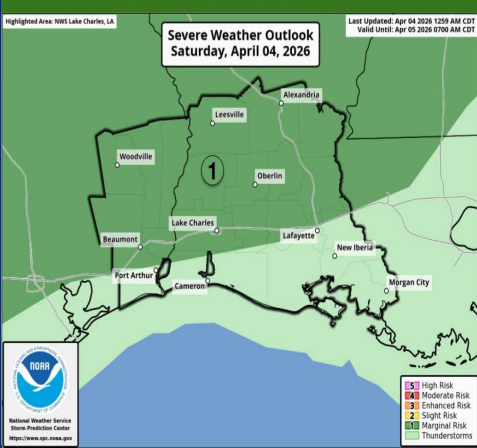 Highlighted Area: NWS Lake Charles, LA
Last Updated: Apr 04 2026 1259 AM CDT
Valid Until: Apr 05 2026 0700 AM CDT
Severe Weather Outlook
Saturday, April 04, 2026
Alexandria
Leesville
Woodville
1
Oberlin
Lake Charles
Lafayette
Beaumont
New Iberia
Port Arthur
Cameron
Morgan City
NOAA
National Weather Service
Storm Prediction Center
https://www.spc.noaa.gov
5 High Risk
4 Moderate Risk
3 Enhanced Risk
2 Slight Risk
1 Marginal Risk
Thunderstorms